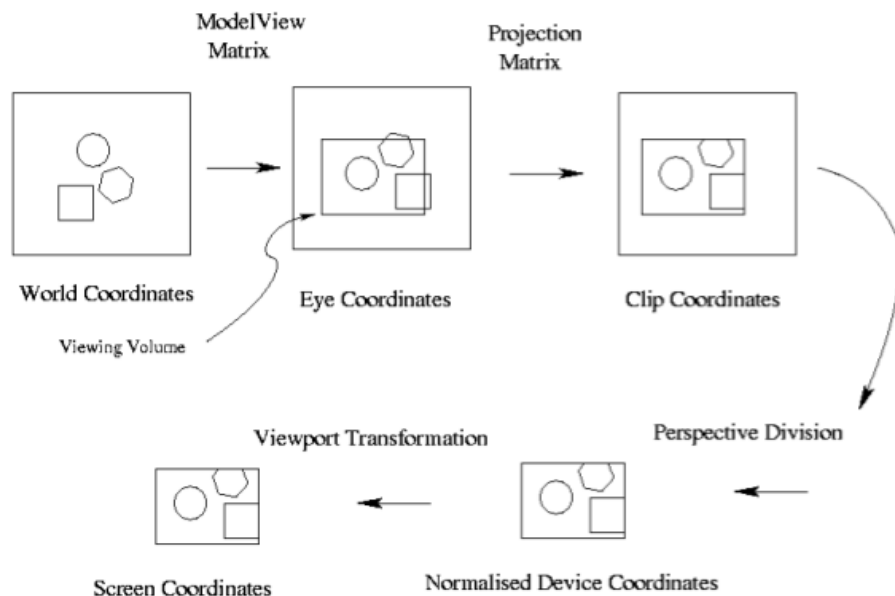 ModelView
Matrix
Projection
Matrix
World Coordinates
Eye Coordinates
Clip Coordinates
Viewing Volume
Viewport Transformation
Perspective Division
Screen Coordinates
Normalised Device Coordinates